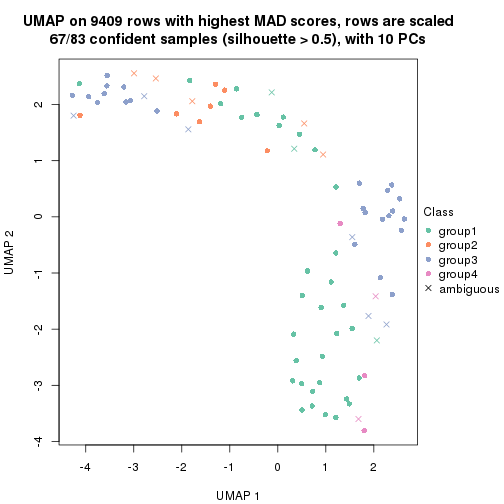 UMAP on 9409 rows with highest MAD scores, rows are scaled
67/83 confident samples (silhouette > 0.5), with 10 PCs
2
1
0
-1
-2
-3
-4
UMAP 2
-4 -3 -2 -1 0 1 2
UMAP 1
Class
group1
group2
group3
group4
ambiguous